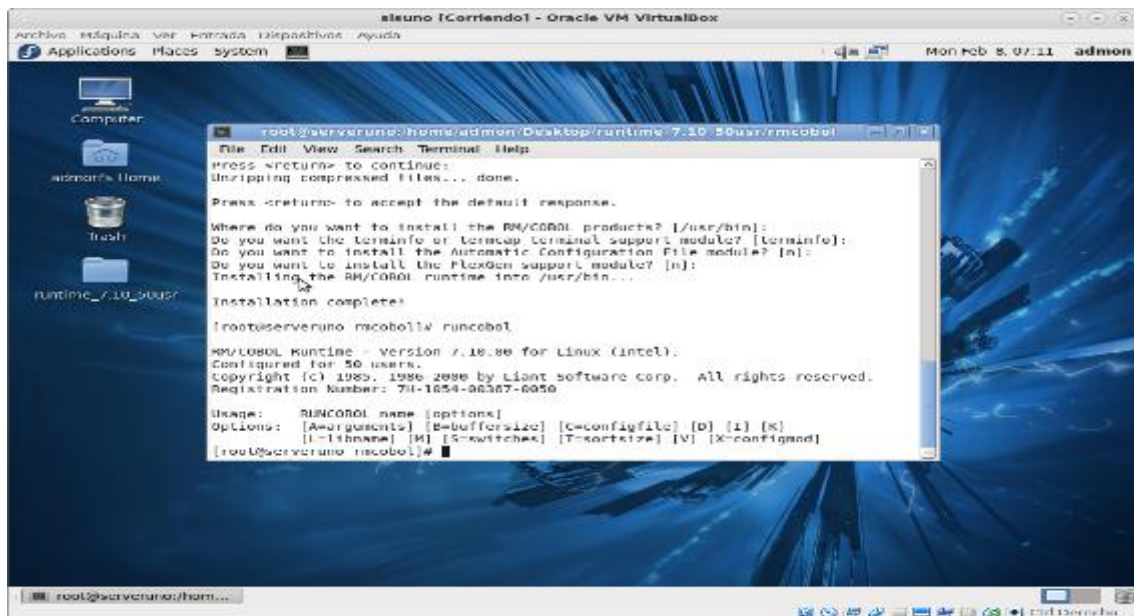 [Corriendo] - Oracle VM VirtualBox
Archivo Máquina Ver Entrada Dispositivos Ayuda
Applications Places System
Mon Feb 8, 07:11 admon
Computer
admon's Home
Trash
runtime_7.10_50usr
root@serveruno:/home/admon/Desktop/runtime_7.10_50usr/rmcobol
File Edit View Search Terminal Help
Press <return> to continue:
Unzipping compressed files... done.
Press <return> to accept the default response.
Where do you want to install the RM/COBOL products? [/usr/bin]:
Do you want the terminfo or termcap terminal support module? [terminfo]:
Do you want to install the Automatic Configuration File module? [n]:
Do you want to install the FlexGen support module? [n]:
Installing the RM/COBOL runtime into /usr/bin...
Installation complete!
[root@serveruno rmcobol]# runcobol
RM/COBOL Runtime - Version 7.10.00 for Linux (Intel).
Configured for 50 users.
Copyright (c) 1985, 1986-2000 by Liant Software Corp. All rights reserved.
Registration Number:
Usage: RUNCOBOL name [options]
Options: [A=arguments] [B=buffersize] [C=configfile] [D] [I] [K]
[L=libname] [M] [S=switches] [T=sortsize] [V] [X=configmod]
[root@serveruno rmcobol]#
root@serveruno:/hom...
Ctrl Derecha